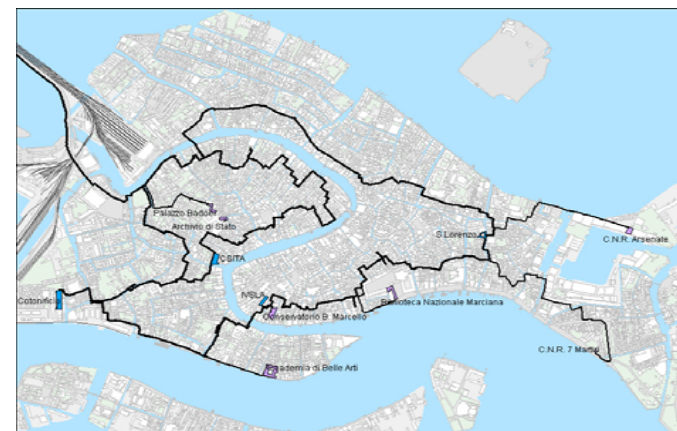 Palazzo Badoer
Archivio di Stato
S.Lorenzo
C.N.R. Arsenale
CSITA
Cotonificio
IVSLA
Biblioteca Nazionale Marciana
Conservatorio B. Marcello
C.N.R. 7 Martiri
Accademia di Belle Arti